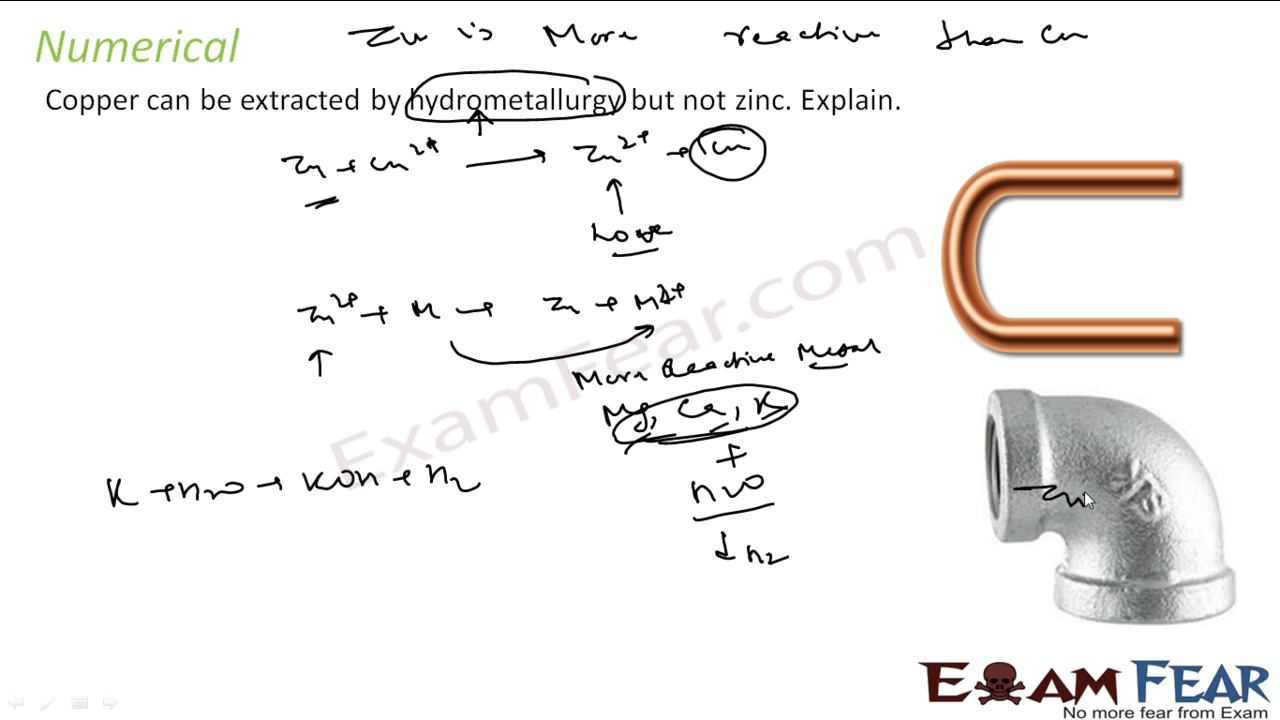 Numerical
Zn is More reactive than Cu
Copper can be extracted by hydrometallurgy but not zinc. Explain.
Zn + Cu2+ → Zn2+ + Cu
Zn2+ + M → Zn + M2+
More Reactive Metal
Mg, Ca, K
+
H2O
↓ H2
K + H2O → KOH + H2
Zn
ExamFear.com
EXAM FEAR
No more fear from Exam